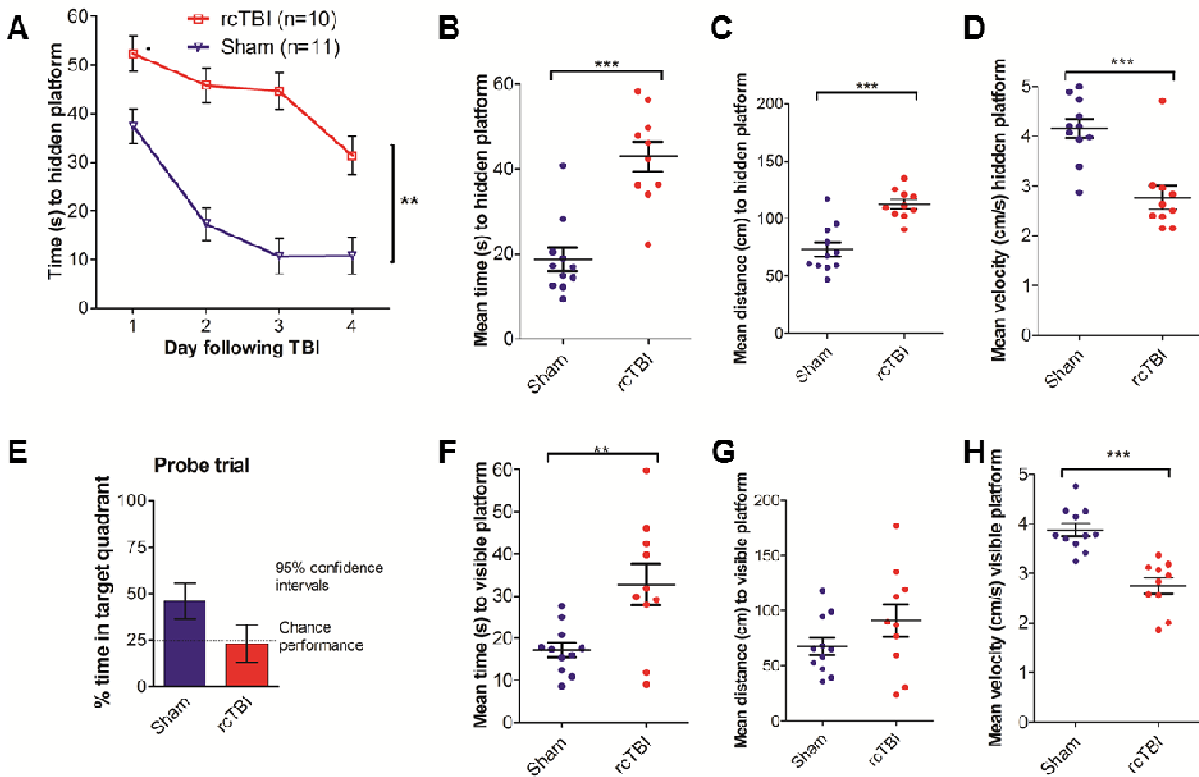 A
Time (s) to hidden platform
60
50
40
30
20
10
0
rcTBI (n=10)
Sham (n=11)
**
1 2 3 4
Day following TBI
B
Mean time (s) to hidden platform
***
60
40
20
0
Sham
rcTBI
C
Mean distance (cm) to hidden platform
***
200
150
100
50
0
Sham
rcTBI
D
Mean velocity (cm/s) hidden platform
***
5
4
3
2
1
0
Sham
rcTBI
E
Probe trial
% time in target quadrant
100
75
50
25
0
95% confidence
intervals
Chance
performance
Sham
rcTBI
F
Mean time (s) to visible platform
**
60
50
40
30
20
10
0
Sham
rcTBI
G
Mean distance (cm) to visible platform
200
150
100
50
0
Sham
rcTBI
H
Mean velocity (cm/s) visible platform
***
5
4
3
2
1
0
Sham
rcTBI